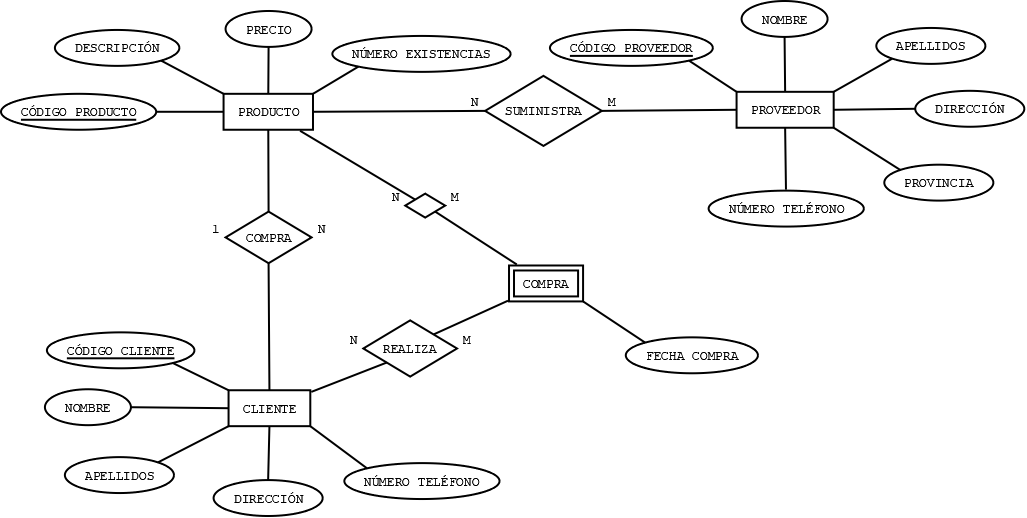 NOMBRE
PRECIO
DESCRIPCIÓN
NÚMERO EXISTENCIAS
CÓDIGO PROVEEDOR
APELLIDOS
CÓDIGO PRODUCTO
PRODUCTO
N
SUMINISTRA
M
PROVEEDOR
DIRECCIÓN
PROVINCIA
NÚMERO TELÉFONO
N
M
1
COMPRA
N
COMPRA
N
REALIZA
M
FECHA COMPRA
CÓDIGO CLIENTE
NOMBRE
CLIENTE
APELLIDOS
DIRECCIÓN
NÚMERO TELÉFONO